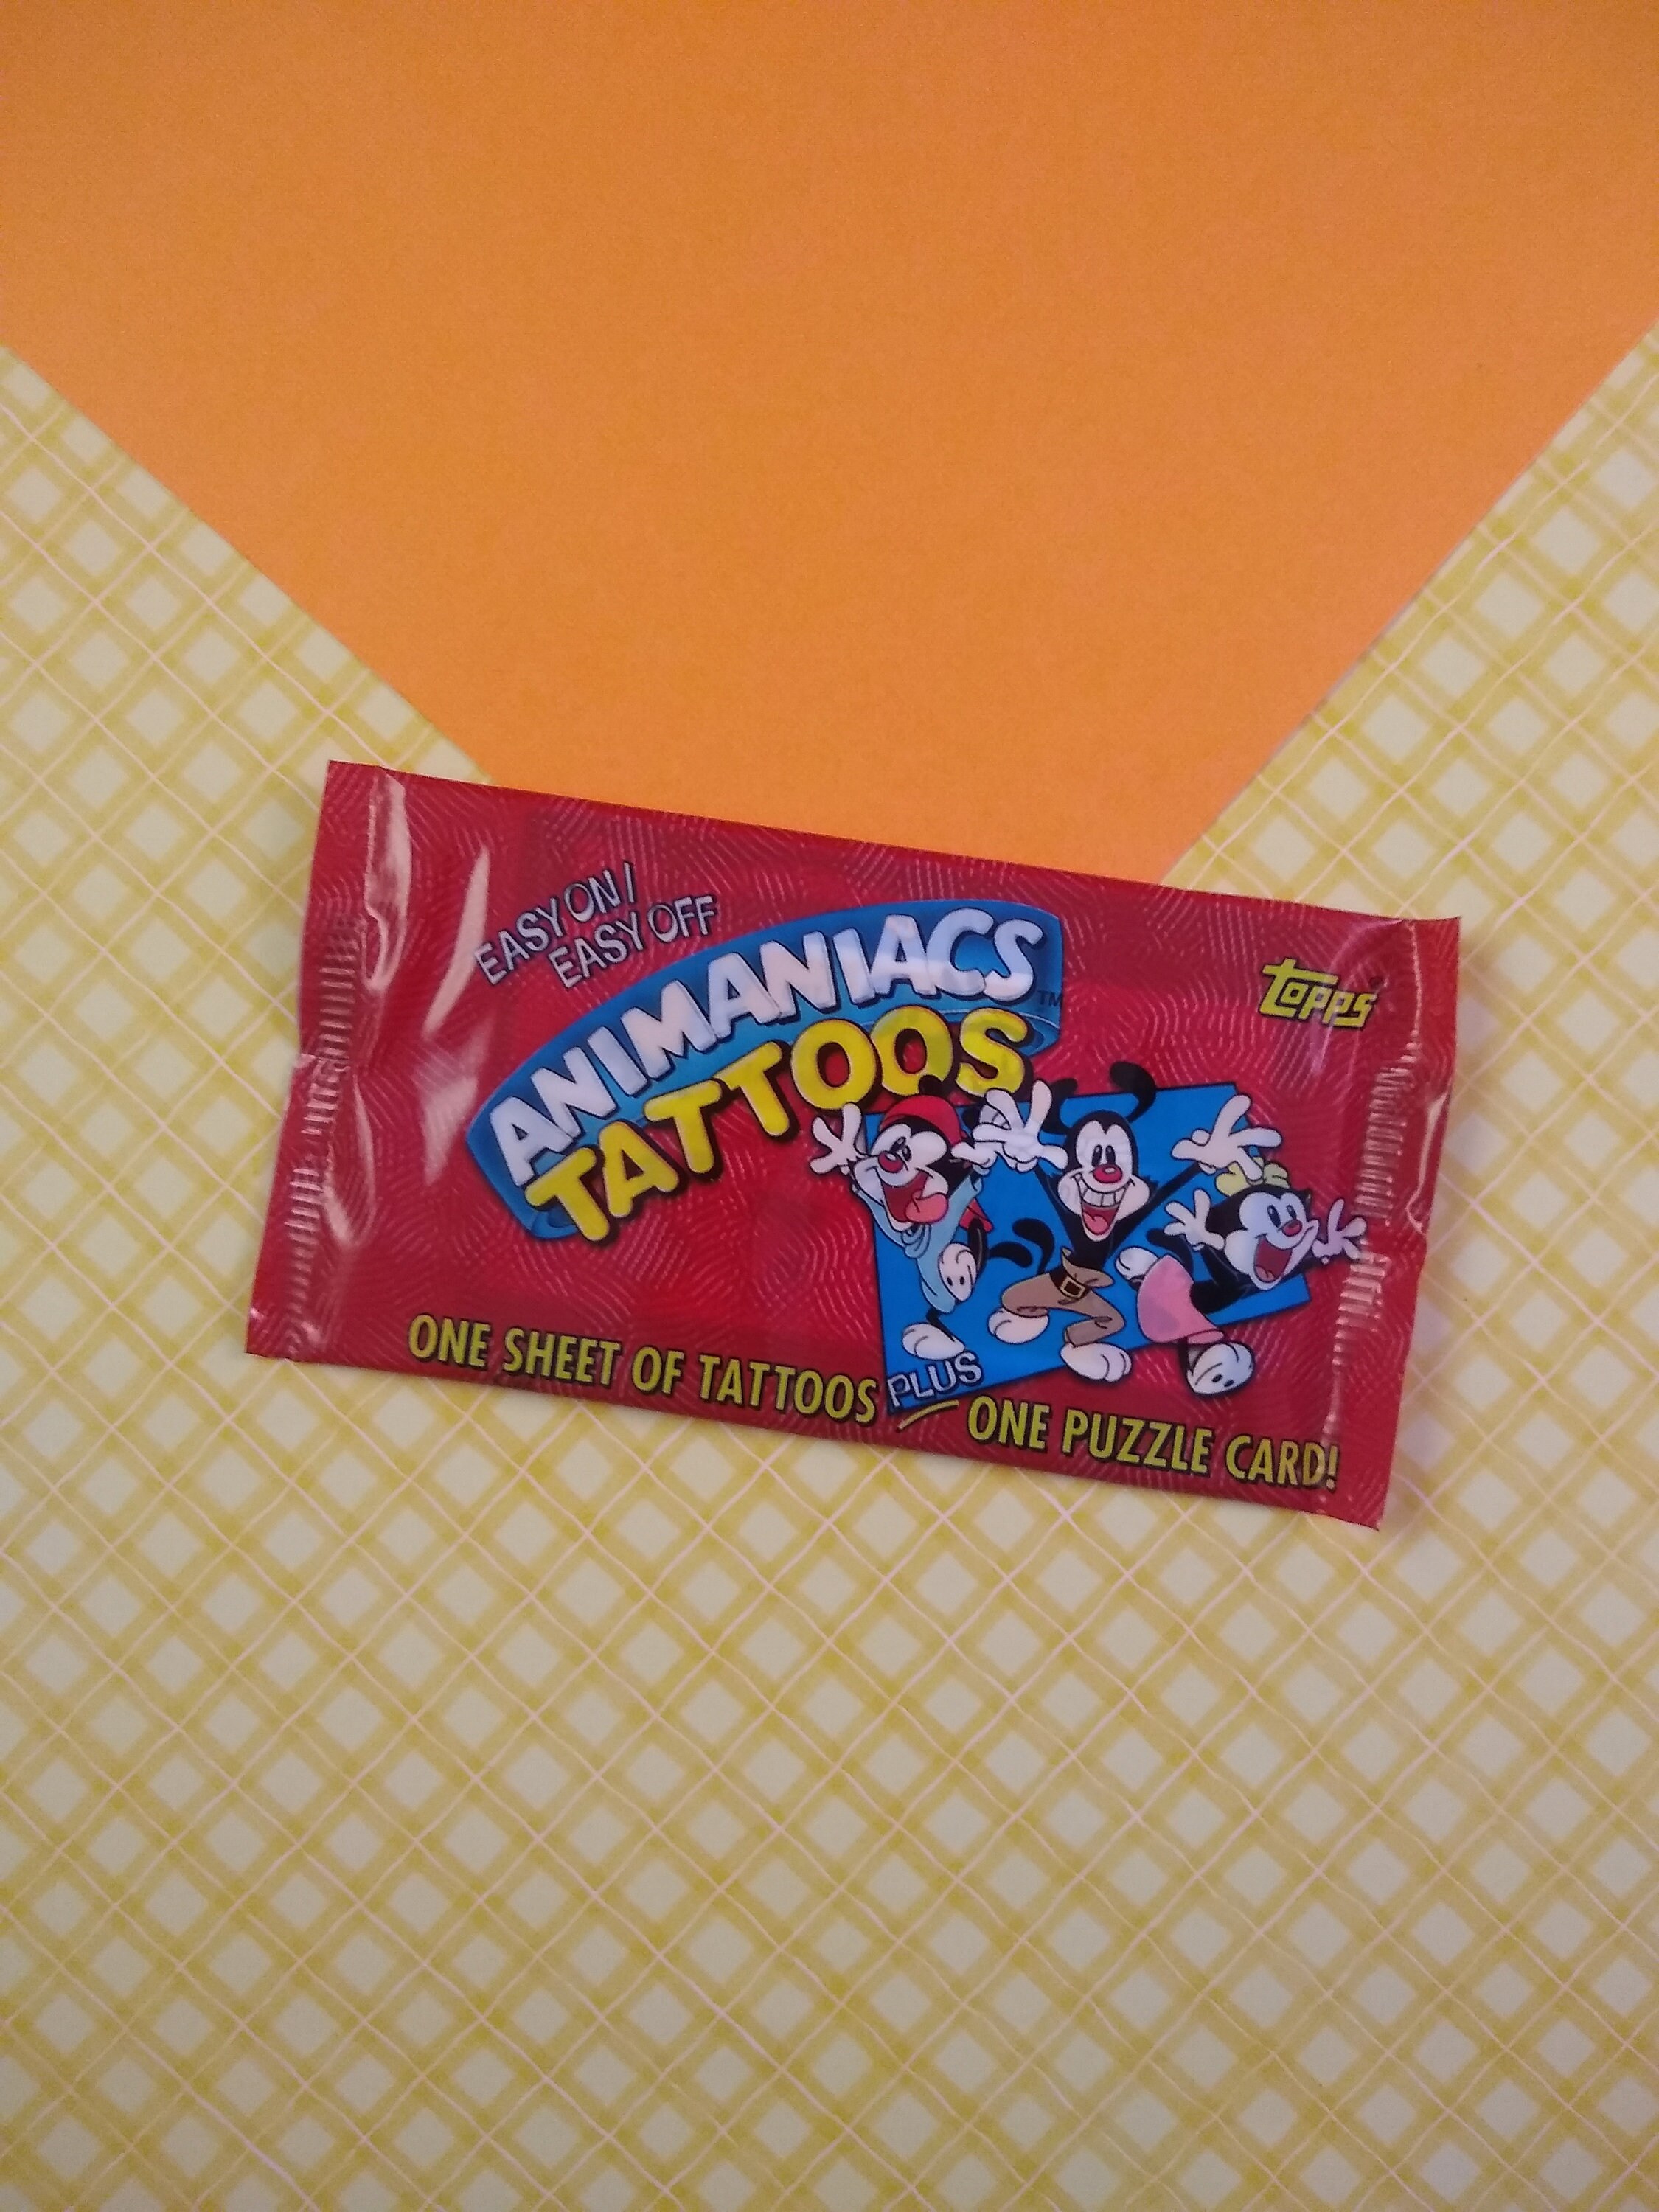 EASY ON/
EASY OFF
ANIMANIACS™
TATTOOS
topps®
ONE SHEET OF TATTOOS PLUS ONE PUZZLE CARD!